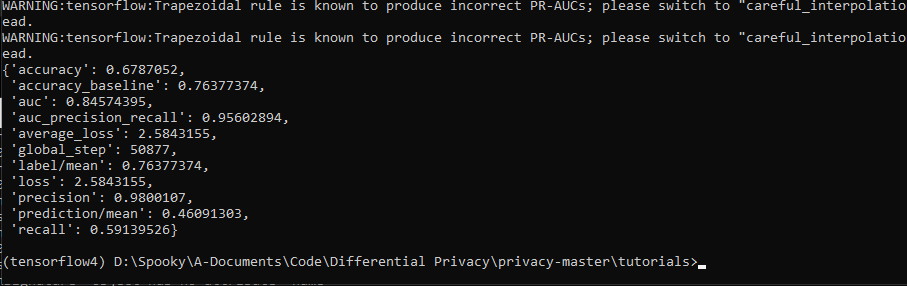 WARNING:tensorflow:Trapezoidal rule is known to produce incorrect PR-AUCs; please switch to "careful_interpolatio
ead.
WARNING:tensorflow:Trapezoidal rule is known to produce incorrect PR-AUCs; please switch to "careful_interpolatio
ead.
{'accuracy': 0.6787052,
'accuracy_baseline': 0.76377374,
'auc': 0.84574395,
'auc_precision_recall': 0.95602894,
'average_loss': 2.5843155,
'global_step': 50877,
'label/mean': 0.76377374,
'loss': 2.5843155,
'precision': 0.9800107,
'prediction/mean': 0.46091303,
'recall': 0.59139526}
(tensorflow4) D:\Spooky\A-Documents\Code\Differential Privacy\privacy-master\tutorials>